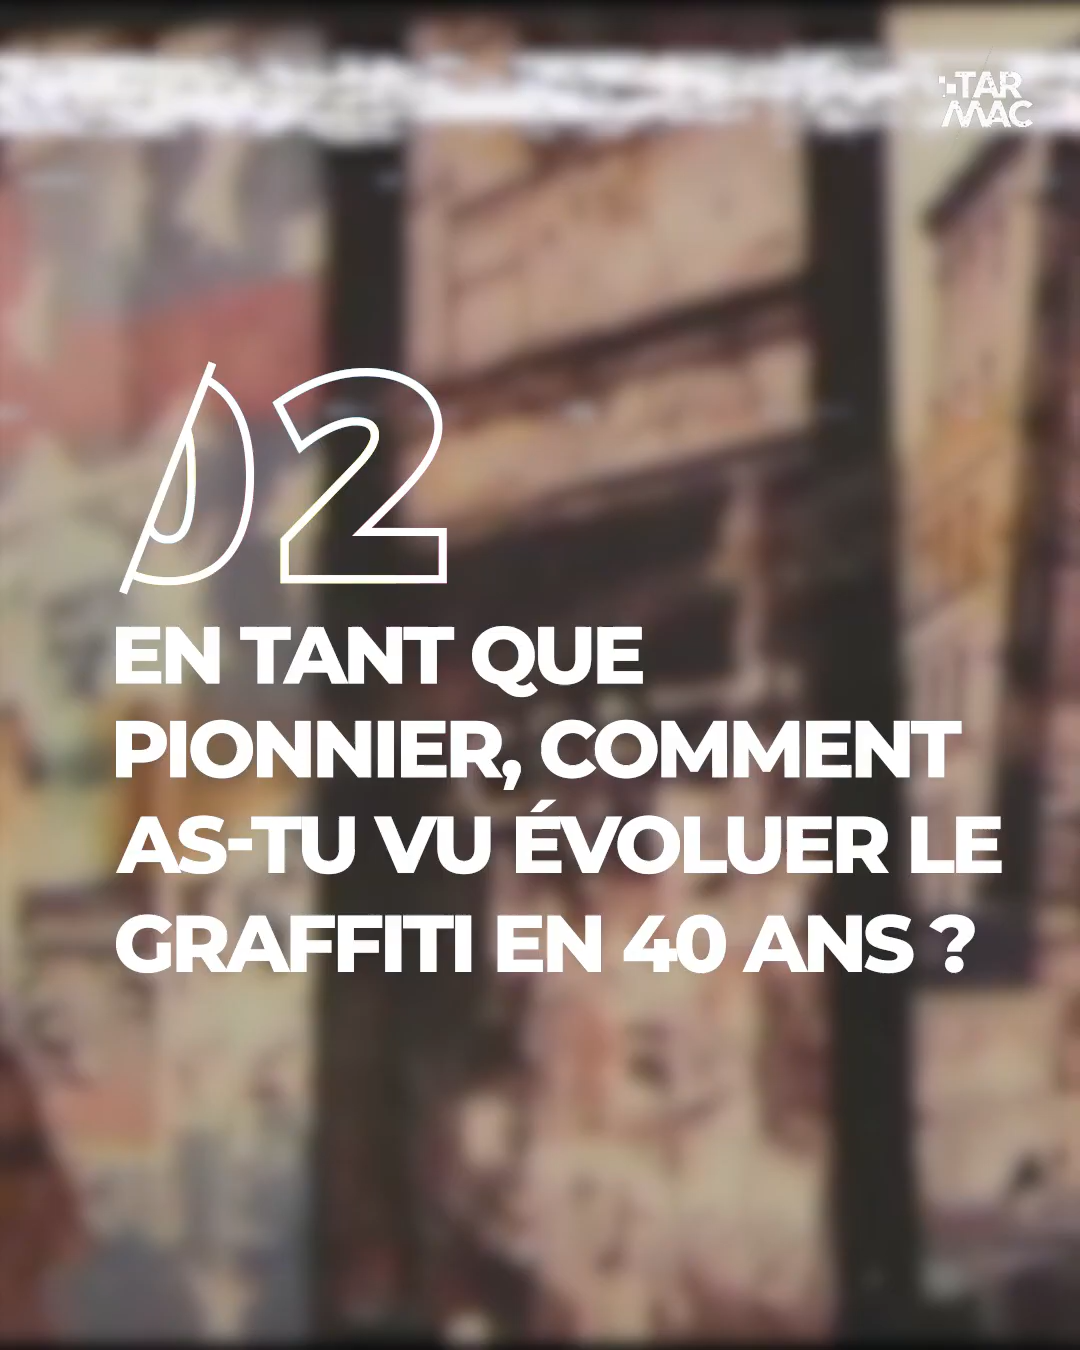 TAR
MAC
02
EN TANT QUE
PIONNIER, COMMENT
AS-TU VU ÉVOLUER LE
GRAFFITI EN 40 ANS ?